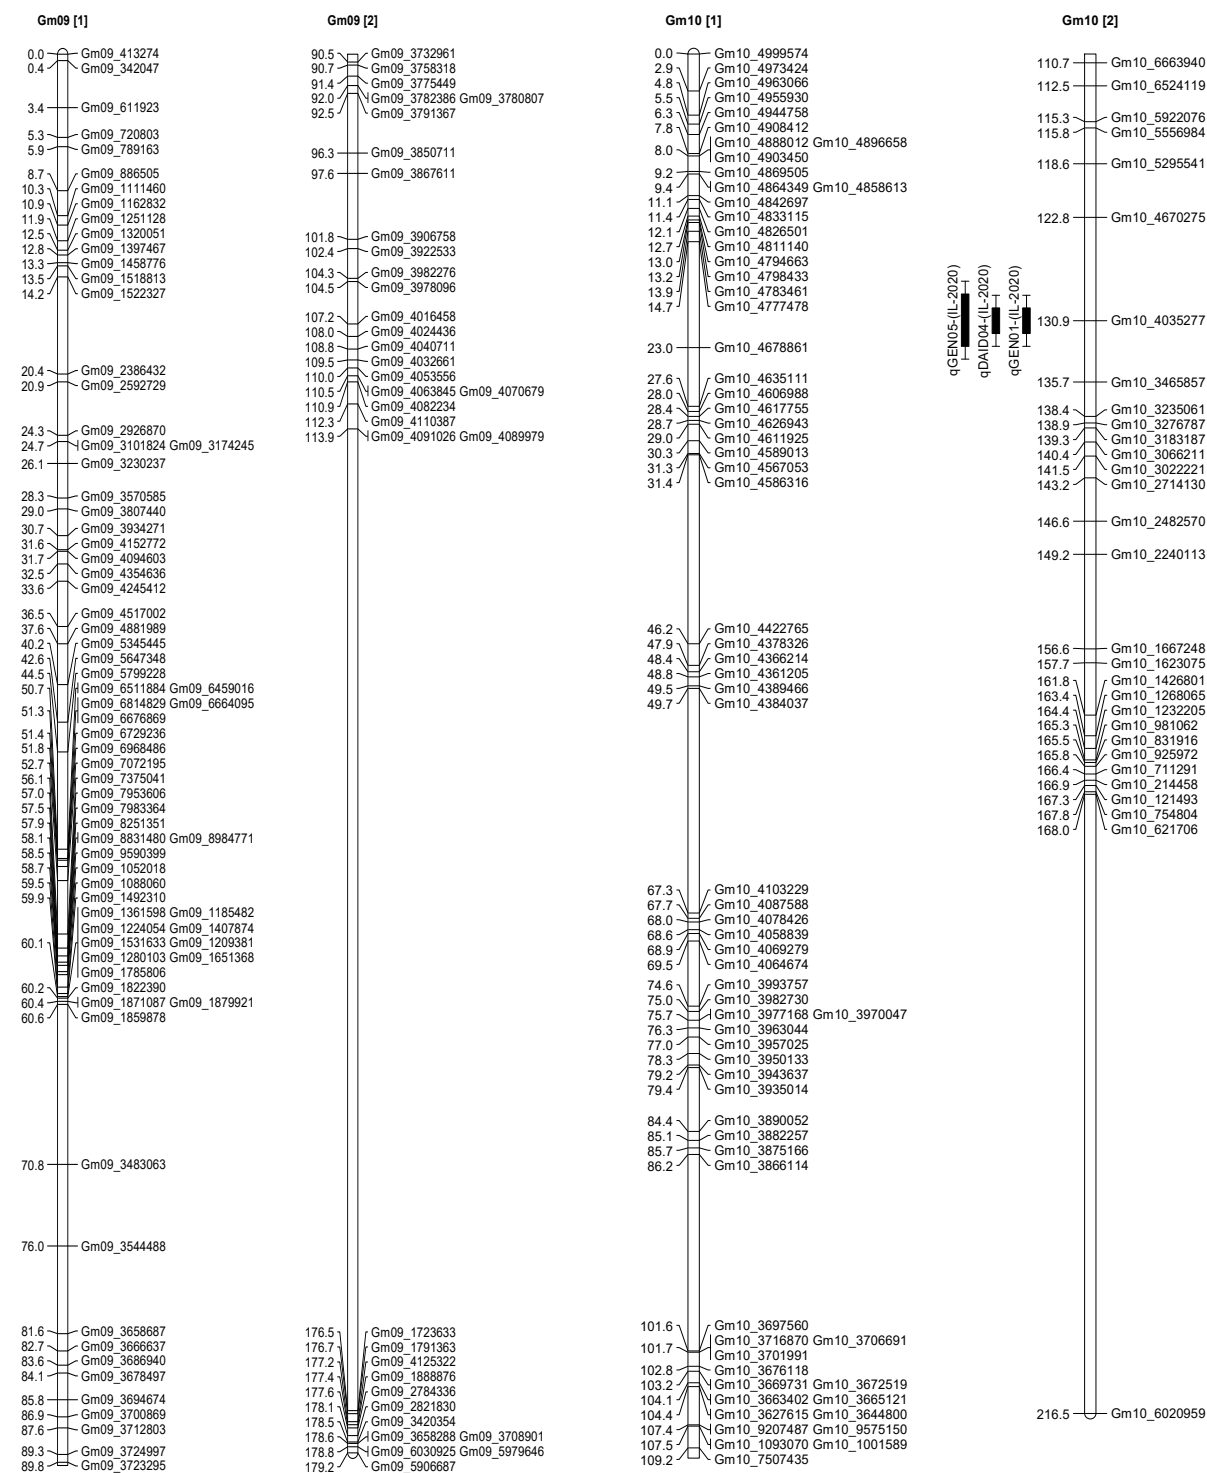 Gm09 [1]
0.0 Gm09_413274
0.4 Gm09_342047
3.4 Gm09_611923
5.3 Gm09_720803
5.9 Gm09_789163
8.7 Gm09_886505
10.3 Gm09_1111460
10.9 Gm09_1162832
11.9 Gm09_1251128
12.5 Gm09_1320051
12.8 Gm09_1397467
13.3 Gm09_1458776
13.5 Gm09_1518813
14.2 Gm09_1522327
20.4 Gm09_2386432
20.9 Gm09_2592729
24.3 Gm09_2926870
24.7 Gm09_3101824 Gm09_3174245
26.1 Gm09_3230237
28.3 Gm09_3570585
29.0 Gm09_3807440
30.7 Gm09_3934271
31.6 Gm09_4152772
31.7 Gm09_4094603
32.5 Gm09_4354636
33.6 Gm09_4245412
36.5 Gm09_4517002
37.6 Gm09_4881989
40.2 Gm09_5345445
42.6 Gm09_5647348
44.5 Gm09_5799228
50.7 Gm09_6511884 Gm09_6459016
Gm09_6814829 Gm09_6664095
51.3 Gm09_6676869
51.4 Gm09_6729236
51.8 Gm09_6968486
52.7 Gm09_7072195
56.1 Gm09_7375041
57.0 Gm09_7953606
57.5 Gm09_7983364
57.9 Gm09_8251351
58.1 Gm09_8831480 Gm09_8984771
58.5 Gm09_9590399
58.7 Gm09_1052018
59.5 Gm09_1088060
59.9 Gm09_1492310
Gm09_1361598 Gm09_1185482
Gm09_1224054 Gm09_1407874
60.1 Gm09_1531633 Gm09_1209381
Gm09_1280103 Gm09_1651368
Gm09_1785806
60.2 Gm09_1822390
60.4 Gm09_1871087 Gm09_1879921
60.6 Gm09_1859878
70.8 Gm09_3483063
76.0 Gm09_3544488
81.6 Gm09_3658687
82.7 Gm09_3666637
83.6 Gm09_3686940
84.1 Gm09_3678497
85.8 Gm09_3694674
86.9 Gm09_3700869
87.6 Gm09_3712803
89.3 Gm09_3724997
89.8 Gm09_3723295
Gm09 [2]
90.5 Gm09_3732961
90.7 Gm09_3758318
91.4 Gm09_3775449
92.0 Gm09_3782386 Gm09_3780807
92.5 Gm09_3791367
96.3 Gm09_3850711
97.6 Gm09_3867611
101.8 Gm09_3906758
102.4 Gm09_3922533
104.3 Gm09_3982276
104.5 Gm09_3978096
107.2 Gm09_4016458
108.0 Gm09_4024436
108.8 Gm09_4040711
109.5 Gm09_4032661
110.0 Gm09_4053556
110.5 Gm09_4063845 Gm09_4070679
110.9 Gm09_4082234
112.3 Gm09_4110387
113.9 Gm09_4091026 Gm09_4089979
176.5 Gm09_1723633
176.7 Gm09_1791363
177.2 Gm09_4125322
177.4 Gm09_1888876
177.6 Gm09_2784336
178.1 Gm09_2821830
178.5 Gm09_3420354
178.6 Gm09_3658288 Gm09_3708901
178.8 Gm09_6030925 Gm09_5979646
179.2 Gm09_5906687
Gm10 [1]
0.0 Gm10_4999574
2.9 Gm10_4973424
4.8 Gm10_4963066
5.5 Gm10_4955930
6.3 Gm10_4944758
7.8 Gm10_4908412
8.0 Gm10_4888012 Gm10_4896658
Gm10_4903450
9.2 Gm10_4869505
9.4 Gm10_4864349 Gm10_4858613
11.1 Gm10_4842697
11.4 Gm10_4833115
12.1 Gm10_4826501
12.7 Gm10_4811140
13.0 Gm10_4794663
13.2 Gm10_4798433
13.9 Gm10_4783461
14.7 Gm10_4777478
23.0 Gm10_4678861
27.6 Gm10_4635111
28.0 Gm10_4606988
28.4 Gm10_4617755
28.7 Gm10_4626943
29.0 Gm10_4611925
30.3 Gm10_4589013
31.3 Gm10_4567053
31.4 Gm10_4586316
46.2 Gm10_4422765
47.9 Gm10_4378326
48.4 Gm10_4366214
48.8 Gm10_4361205
49.5 Gm10_4389466
49.7 Gm10_4384037
67.3 Gm10_4103229
67.7 Gm10_4087588
68.0 Gm10_4078426
68.6 Gm10_4058839
68.9 Gm10_4069279
69.5 Gm10_4064674
74.6 Gm10_3993757
75.0 Gm10_3982730
75.7 Gm10_3977168 Gm10_3970047
76.3 Gm10_3963044
77.0 Gm10_3957025
78.3 Gm10_3950133
79.2 Gm10_3943637
79.4 Gm10_3935014
84.4 Gm10_3890052
85.1 Gm10_3882257
85.7 Gm10_3875166
86.2 Gm10_3866114
101.6 Gm10_3697560
101.7 Gm10_3716870 Gm10_3706691
Gm10_3701991
102.8 Gm10_3676118
103.2 Gm10_3669731 Gm10_3672519
104.1 Gm10_3663402 Gm10_3665121
104.4 Gm10_3627615 Gm10_3644800
107.4 Gm10_9207487 Gm10_9575150
107.5 Gm10_1093070 Gm10_1001589
109.2 Gm10_7507435
Gm10 [2]
110.7 Gm10_6663940
112.5 Gm10_6524119
115.3 Gm10_5922076
115.8 Gm10_5556984
118.6 Gm10_5295541
122.8 Gm10_4670275
qGEN05-(IL-2020)
qDAID04-(IL-2020)
qGEN01-(IL-2020)
130.9 Gm10_4035277
135.7 Gm10_3465857
138.4 Gm10_3235061
138.9 Gm10_3276787
139.3 Gm10_3183187
140.4 Gm10_3066211
141.5 Gm10_3022221
143.2 Gm10_2714130
146.6 Gm10_2482570
149.2 Gm10_2240113
156.6 Gm10_1667248
157.7 Gm10_1623075
161.8 Gm10_1426801
163.4 Gm10_1268065
164.4 Gm10_1232205
165.3 Gm10_981062
165.5 Gm10_831916
165.8 Gm10_925972
166.4 Gm10_711291
166.9 Gm10_214458
167.3 Gm10_121493
167.8 Gm10_754804
168.0 Gm10_621706
216.5 Gm10_6020959